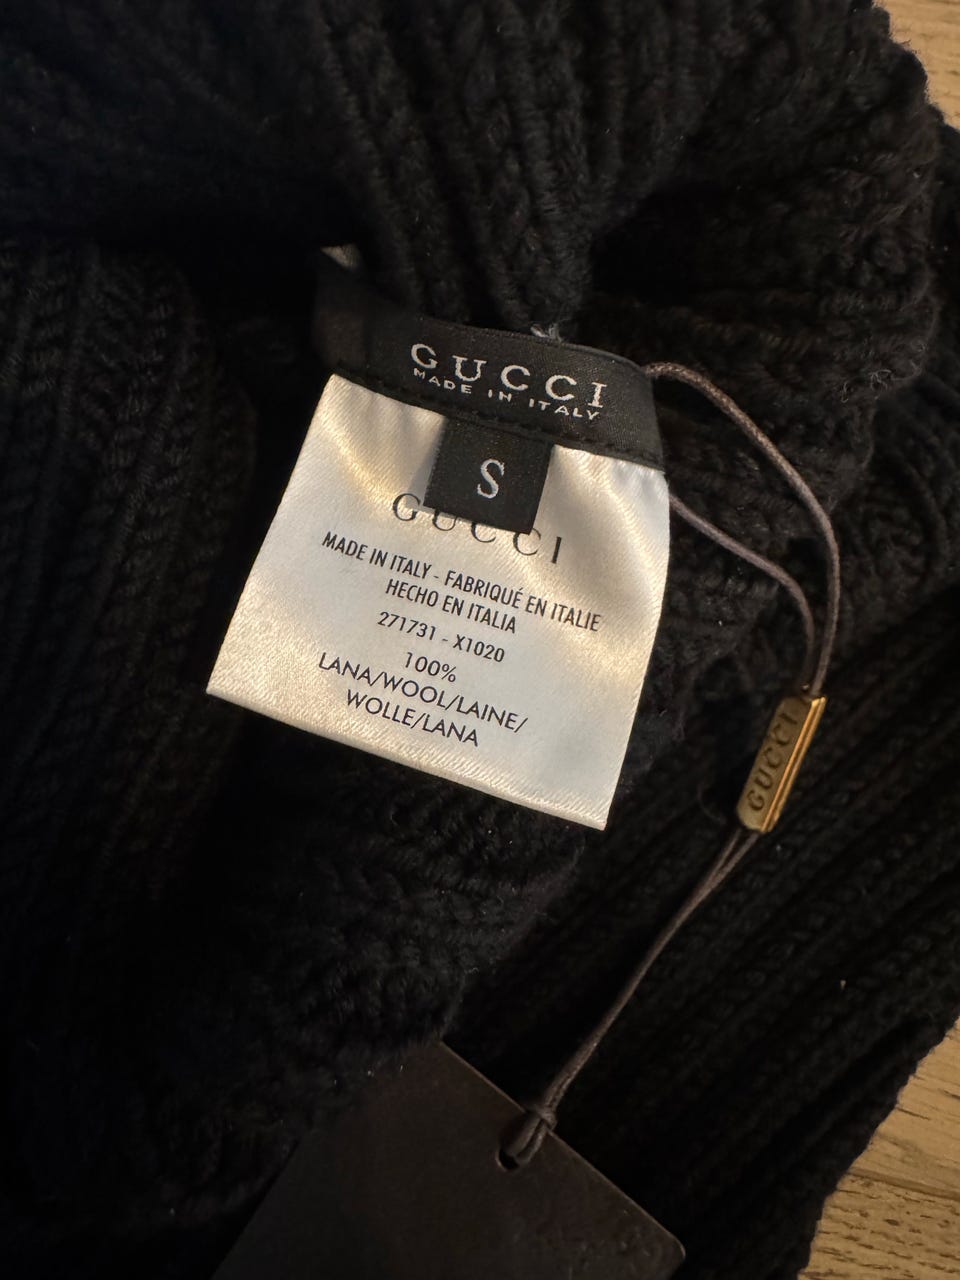 GUCCI
MADE IN ITALY
S
GUCCI
MADE IN ITALY - FABRIQUÉ EN ITALIE
HECHO EN ITALIA
271731 - X1020
100%
LANA/WOOL/LAINE/
WOLLE/LANA
GUCCI